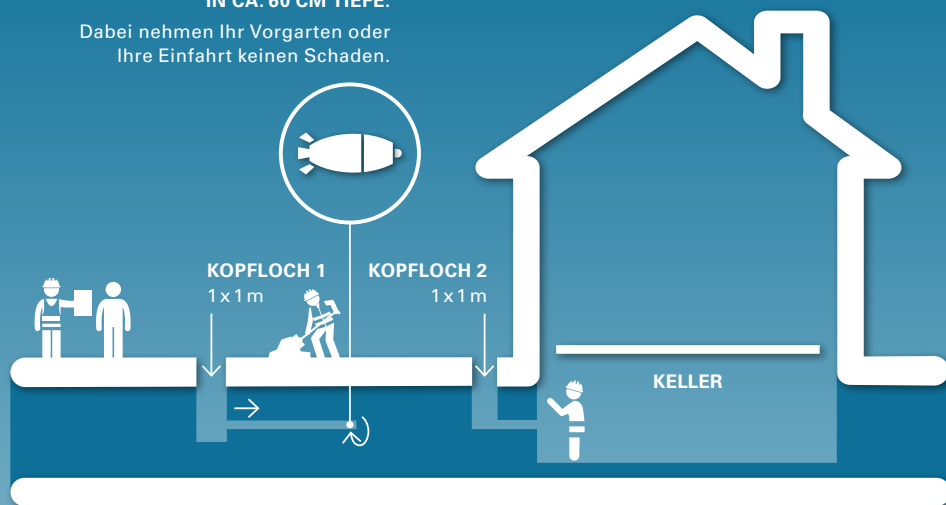 IN CA. 60 CM TIEFE.
Dabei nehmen Ihr Vorgarten oder
Ihre Einfahrt keinen Schaden.
KOPFLOCH 1
1 x 1 m
KOPFLOCH 2
1 x 1 m
KELLER